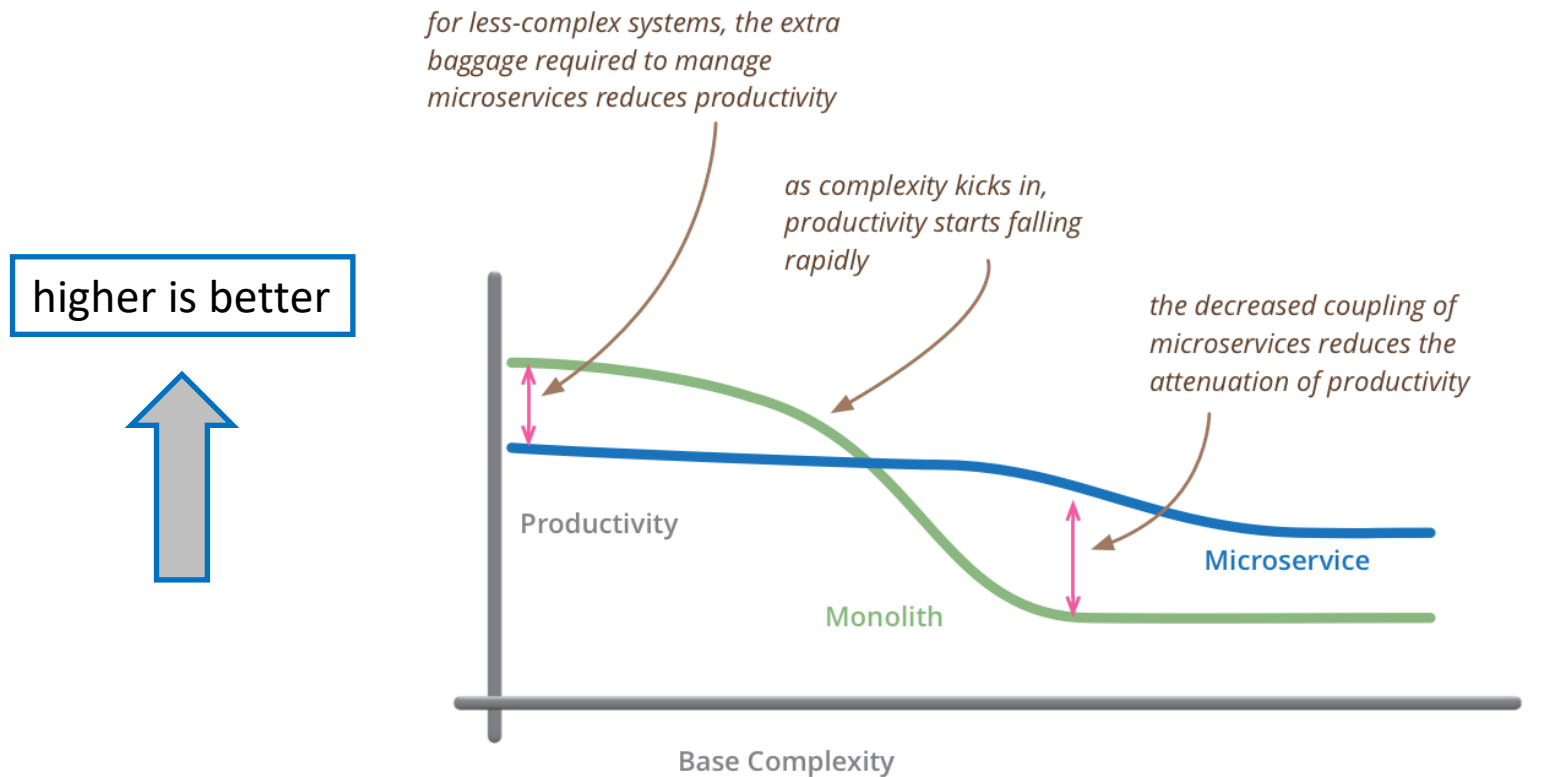 for less-complex systems, the extra
baggage required to manage
microservices reduces productivity
as complexity kicks in,
productivity starts falling
rapidly
higher is better
the decreased coupling of
microservices reduces the
attenuation of productivity
Productivity
Microservice
Monolith
Base Complexity